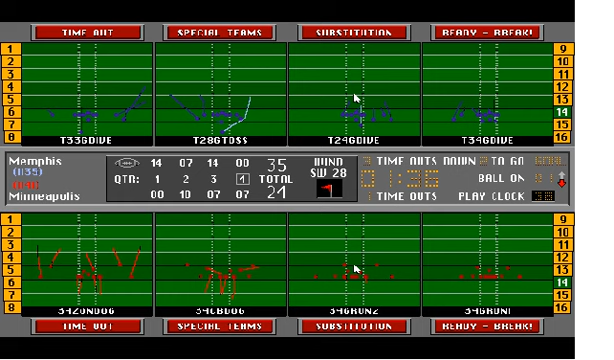 TIME OUT SPECIAL TEAMS SUBSTITUTION READY - BREAK!
1 9
2 10
3 11
4 12
5 13
6 14
7 15
8 T33GDIVE T28GTOSS T24GDIVE T34GDIVE 16
Memphis 14 07 14 00 35 WIND TIME OUTS DOWN TO GO
QTR: 1 2 3 4 TOTAL SW 28 BALL ON
Minneapolis 00 10 07 07 21 TIME OUTS PLAY CLOCK
1 9
2 10
3 11
4 12
5 13
6 14
7 15
8 16
TIME OUT SPECIAL TEAMS SUBSTITUTION READY - BREAK!